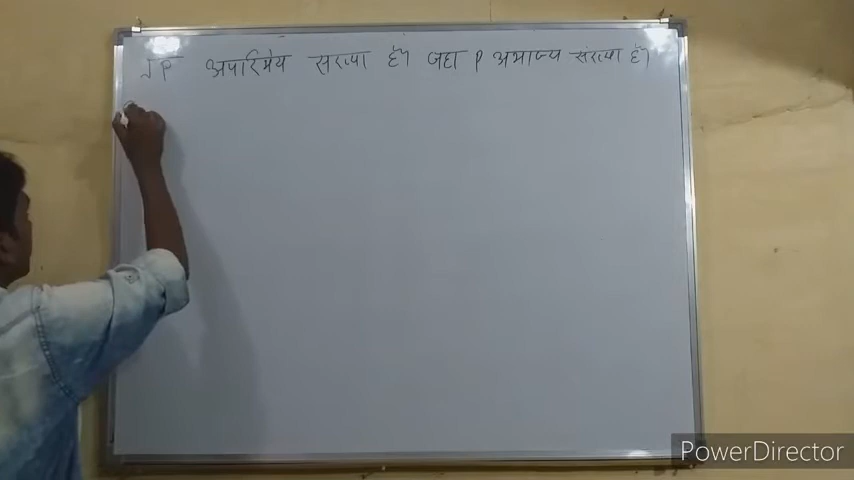 √P अपरिमेय संख्या है। जहा P अभाज्य संख्या है।
PowerDirector